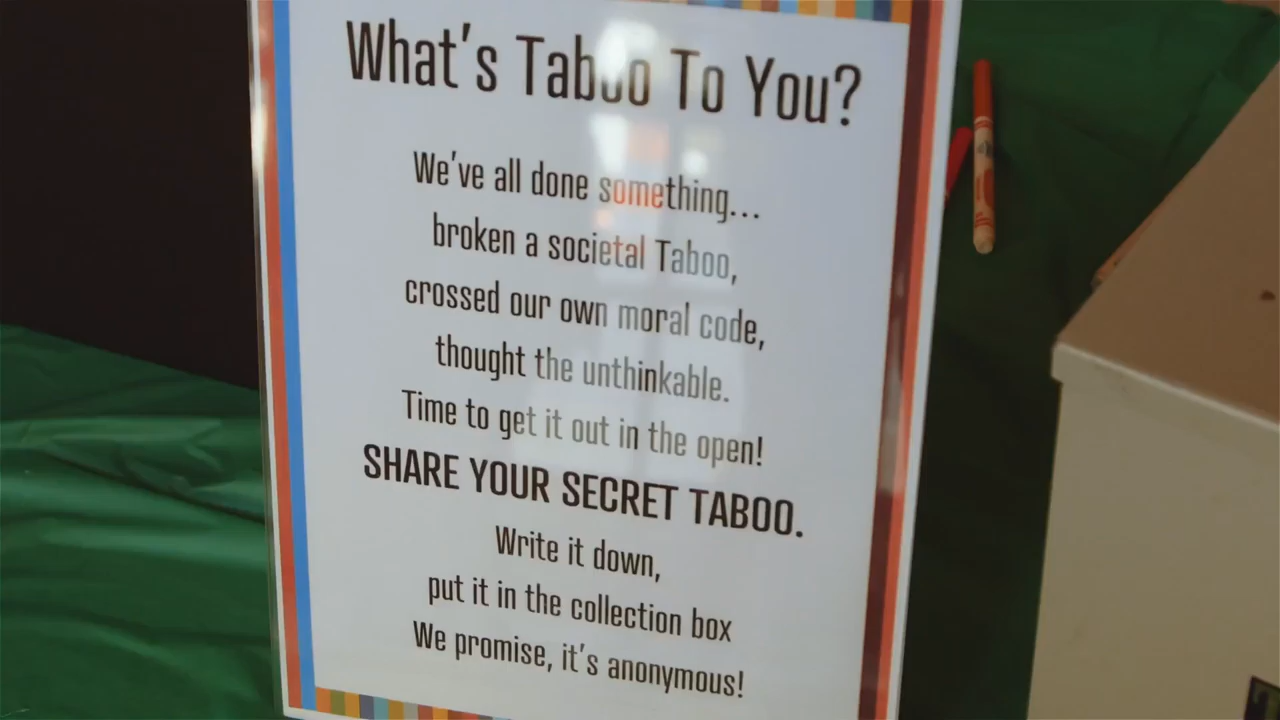 What's Taboo To You?
We've all done something...
broken a societal Taboo,
crossed our own moral code,
thought the unthinkable.
Time to get it out in the open!
SHARE YOUR SECRET TABOO.
Write it down,
put it in the collection box
We promise, it's anonymous!